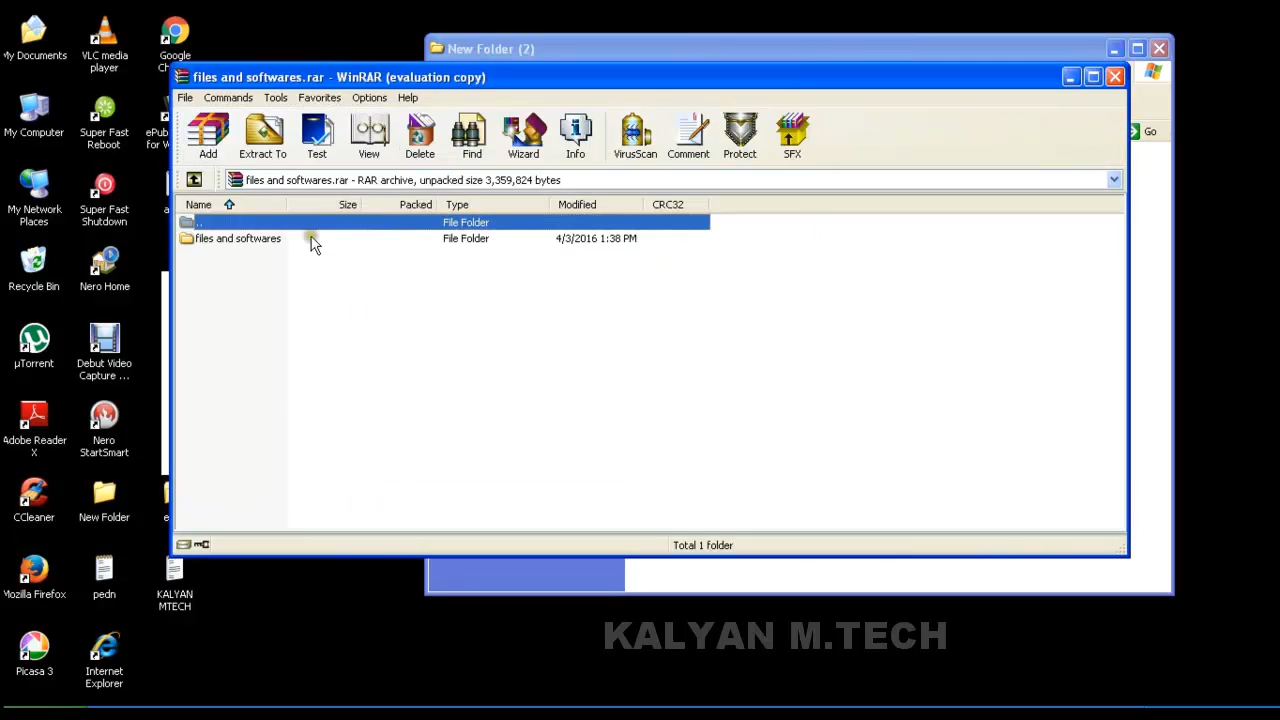 My Documents
VLC media
player
Google
My Computer
Super Fast
Reboot
My Network
Places
Super Fast
Shutdown
Recycle Bin
Nero Home
µTorrent
Debut Video
Capture ...
Adobe Reader
X
Nero
StartSmart
CCleaner
New Folder
Mozilla Firefox
pedn
KALYAN
MTECH
Picasa 3
Internet
Explorer
New Folder (2)
Go
files and softwares.rar - WinRAR (evaluation copy)
File Commands Tools Favorites Options Help
Add Extract To Test View Delete Find Wizard Info VirusScan Comment Protect SFX
files and softwares.rar - RAR archive, unpacked size 3,359,824 bytes
Name Size Packed Type Modified CRC32
.. File Folder
files and softwares File Folder 4/3/2016 1:38 PM
Total 1 folder
KALYAN M.TECH